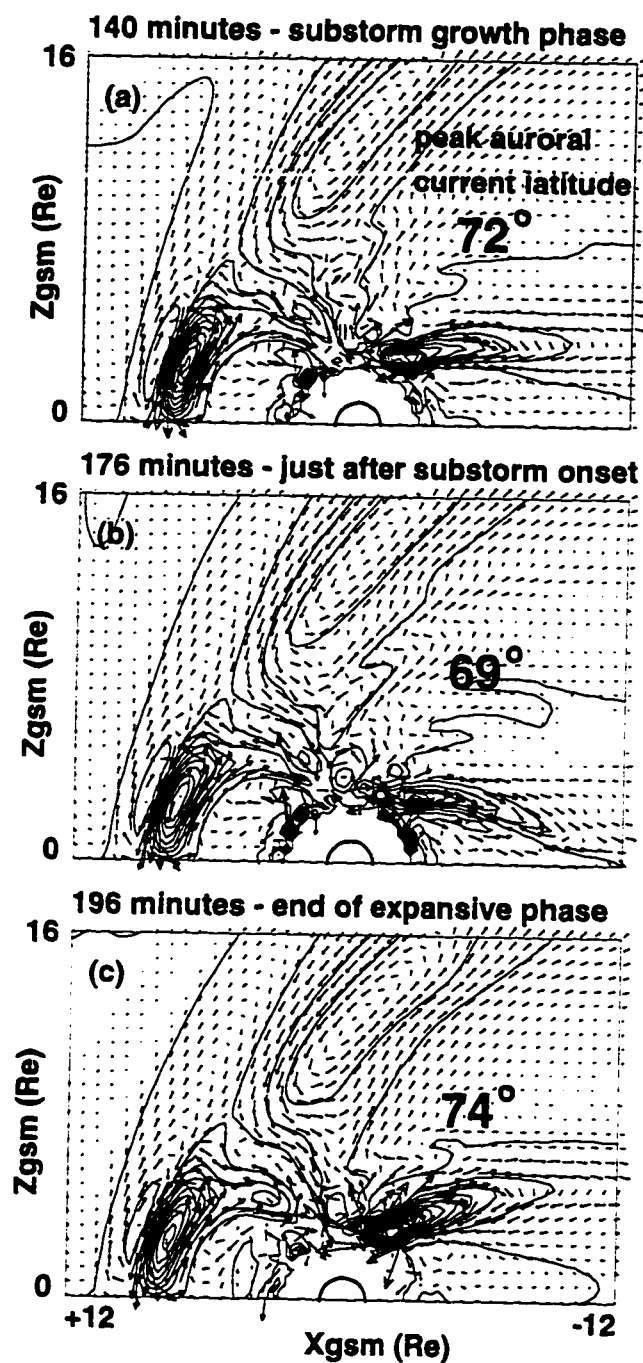 140 minutes - substorm growth phase
16
(a)
peak auroral
current latitude
72°
Zgsm (Re)
0
176 minutes - just after substorm onset
16
(b)
69°
Zgsm (Re)
0
196 minutes - end of expansive phase
16
(c)
74°
Zgsm (Re)
0
+12
-12
Xgsm (Re)